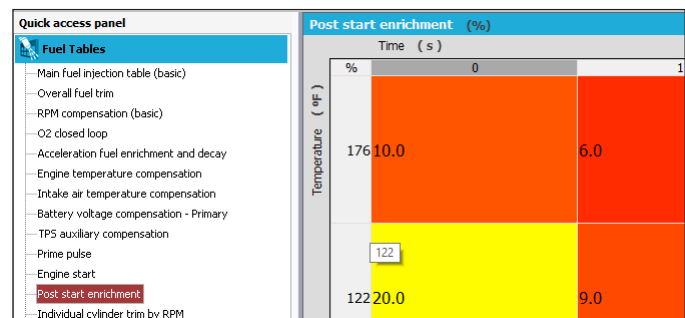 Quick access panel
Fuel Tables
Main fuel injection table (basic)
Overall fuel trim
RPM compensation (basic)
O2 closed loop
Acceleration fuel enrichment and decay
Engine temperature compensation
Intake air temperature compensation
Battery voltage compensation - Primary
TPS auxiliary compensation
Prime pulse
Engine start
Post start enrichment
Individual cylinder trim by RPM
Post start enrichment (%)
Time ( s )
% 0 1
Temperature ( ºF )
176 10.0 6.0
122
122 20.0 9.0